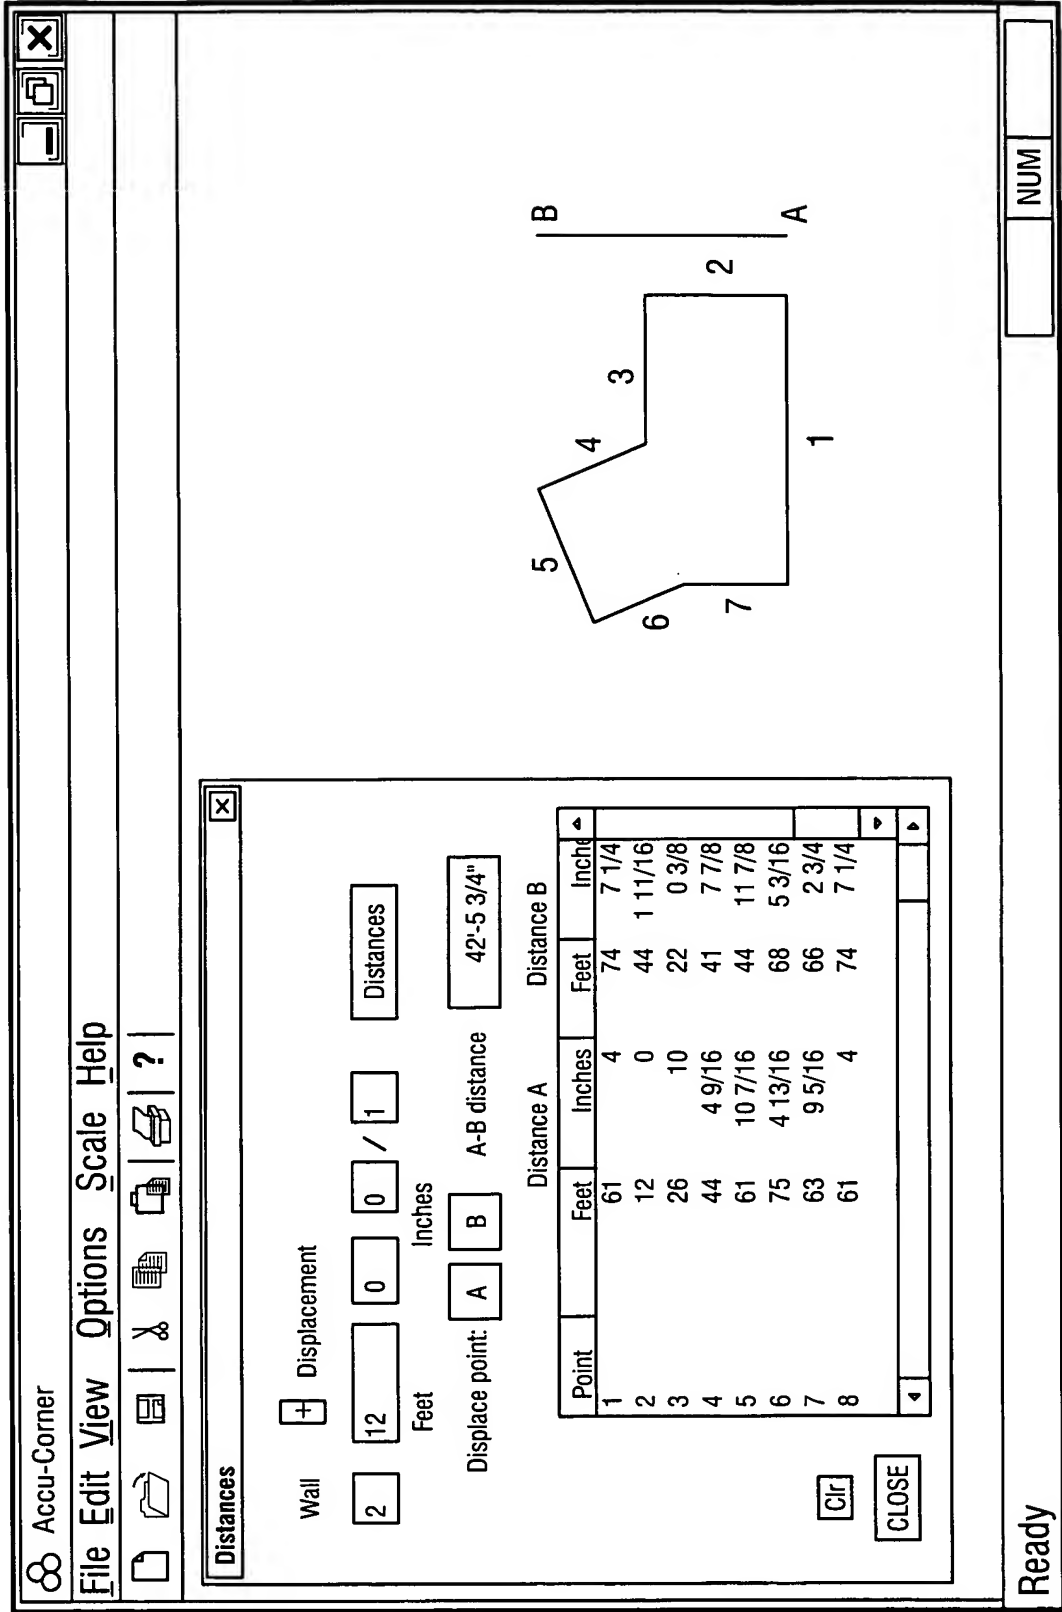 Accu-Corner
File Edit View Options Scale Help
?
Distances
Wall + Displacement
2 12 0 0 / 1 Distances
Feet Inches
Displace point: A B A-B distance 42'-5 3/4"
Distance A Distance B
Point Feet Inches Feet Inche
1 61 4 74 7 1/4
2 12 0 44 1 11/16
3 26 10 22 0 3/8
4 44 4 9/16 41 7 7/8
5 61 10 7/16 44 11 7/8
6 75 4 13/16 68 5 3/16
7 63 9 5/16 66 2 3/4
8 61 4 74 7 1/4
Clr
CLOSE
5 B
4
3
6
2
7
A
1
Ready NUM